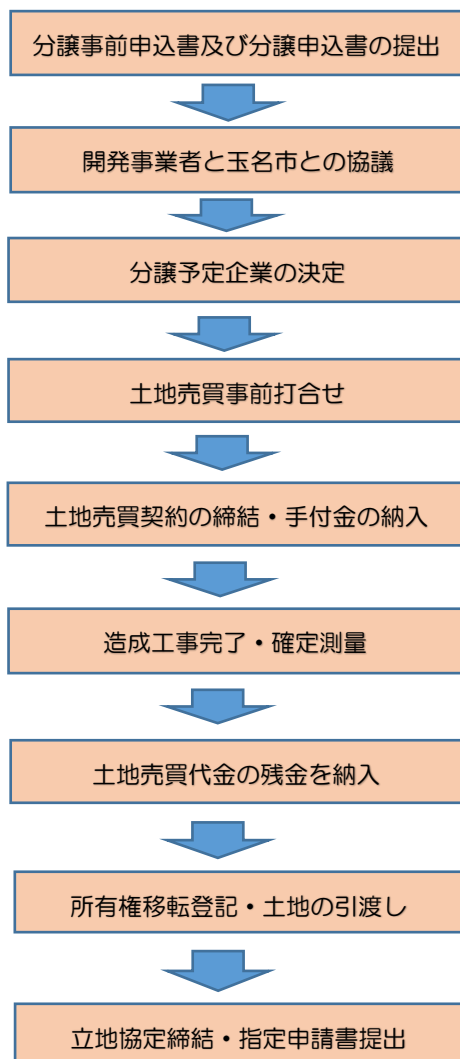 分譲事前申込書及び分譲申込書の提出
開発事業者と玉名市との協議
分譲予定企業の決定
土地売買事前打合せ
土地売買契約の締結・手付金の納入
造成工事完了・確定測量
土地売買代金の残金を納入
所有権移転登記・土地の引渡し
立地協定締結・指定申請書提出